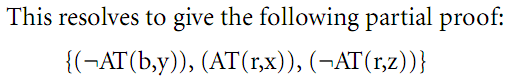 This resolves to give the following partial proof:
{(¬AT(b,y)), (AT(r,x)), (¬AT(r,z))}